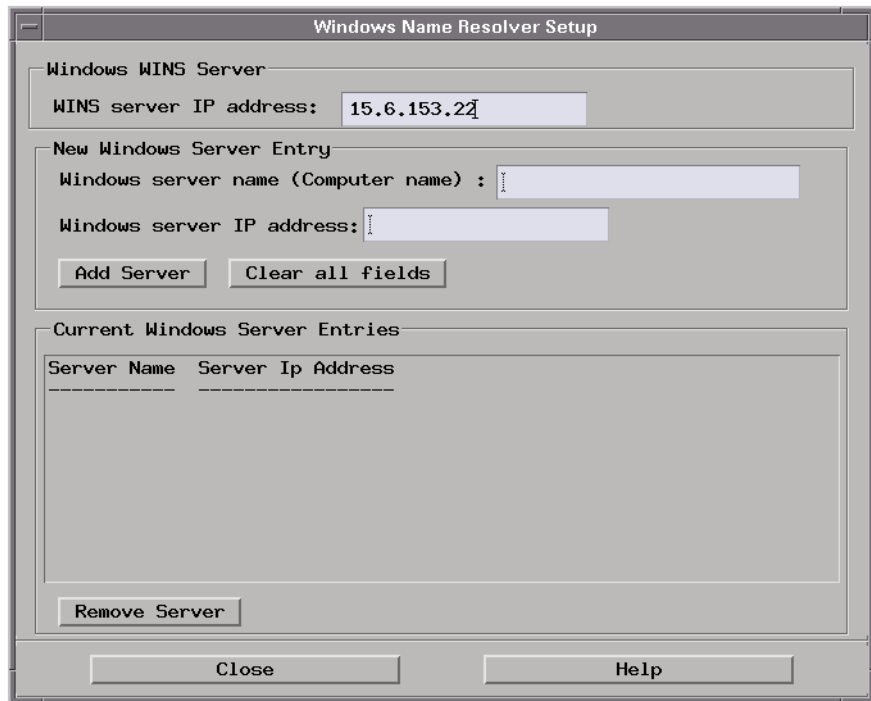 Windows Name Resolver Setup
Windows WINS Server
WINS server IP address: 15.6.153.22
New Windows Server Entry
Windows server name (Computer name) :
Windows server IP address:
Add Server Clear all fields
Current Windows Server Entries
Server Name Server Ip Address
----------- -----------------
Remove Server
Close Help